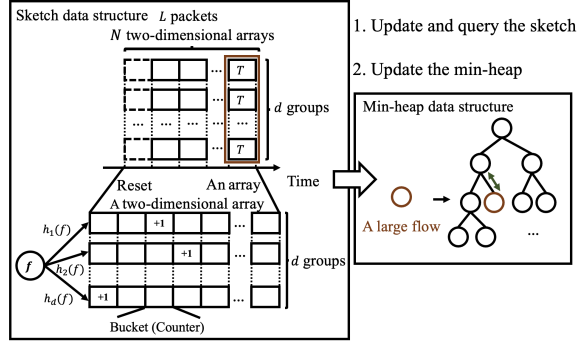 Sketch data structure L packets
N two-dimensional arrays
... T
... T
... ... ... ...
... T
d groups
Reset An array Time
A two-dimensional array
h₁(f) +1 ...
f h₂(f) +1 ...
d groups
h_d(f) +1 ...
Bucket (Counter)
1. Update and query the sketch
2. Update the min-heap
Min-heap data structure
A large flow
...